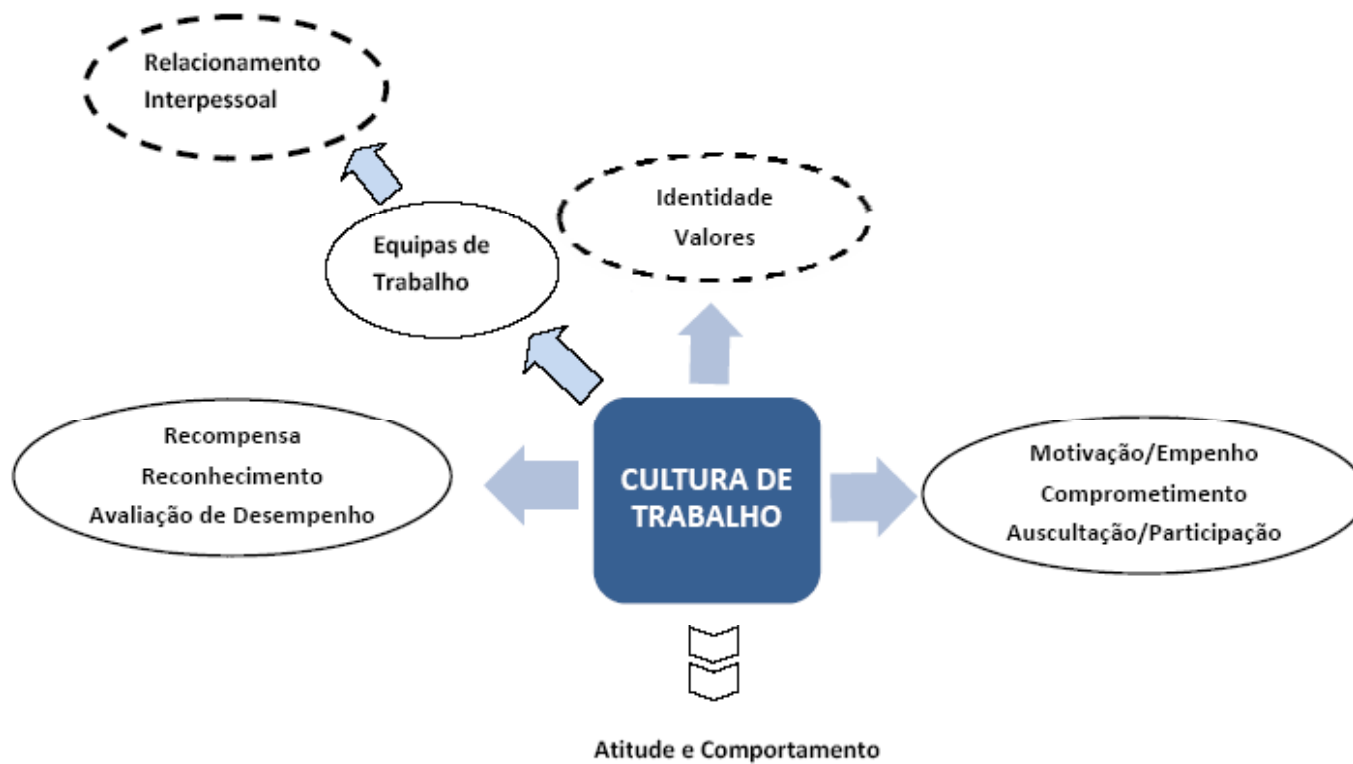 Relacionamento
Interpessoal
Identidade
Valores
Equipas de
Trabalho
Recompensa
Reconhecimento
Avaliação de Desempenho
CULTURA DE
TRABALHO
Motivação/Empenho
Comprometimento
Auscultação/Participação
Atitude e Comportamento